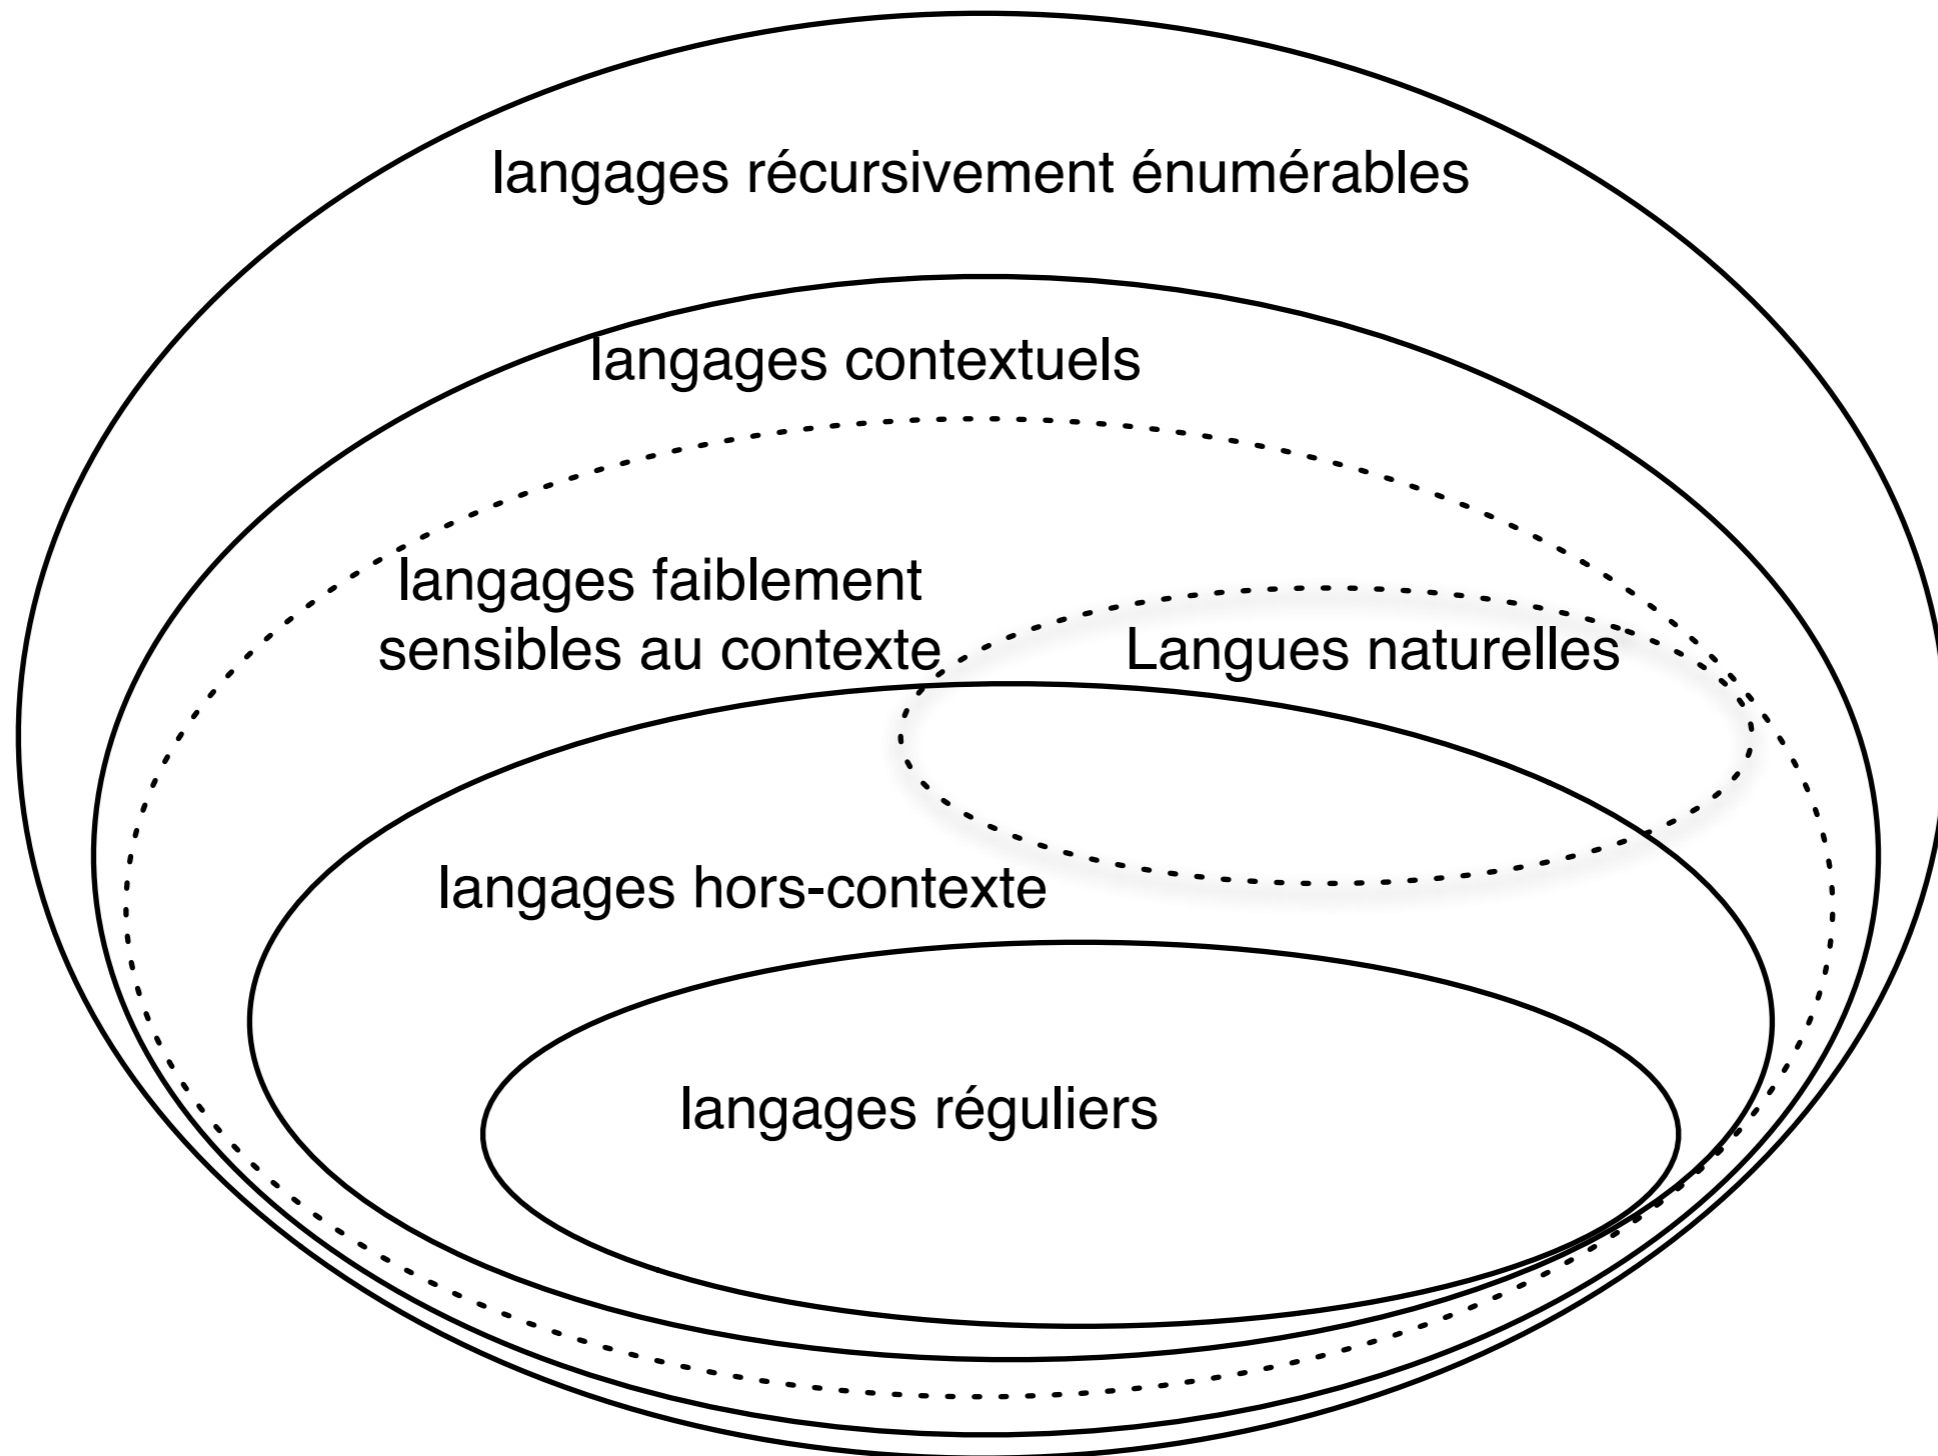 langages récursivement énumérables
langages contextuels
langages faiblement
sensibles au contexte
Langues naturelles
langages hors-contexte
langages réguliers